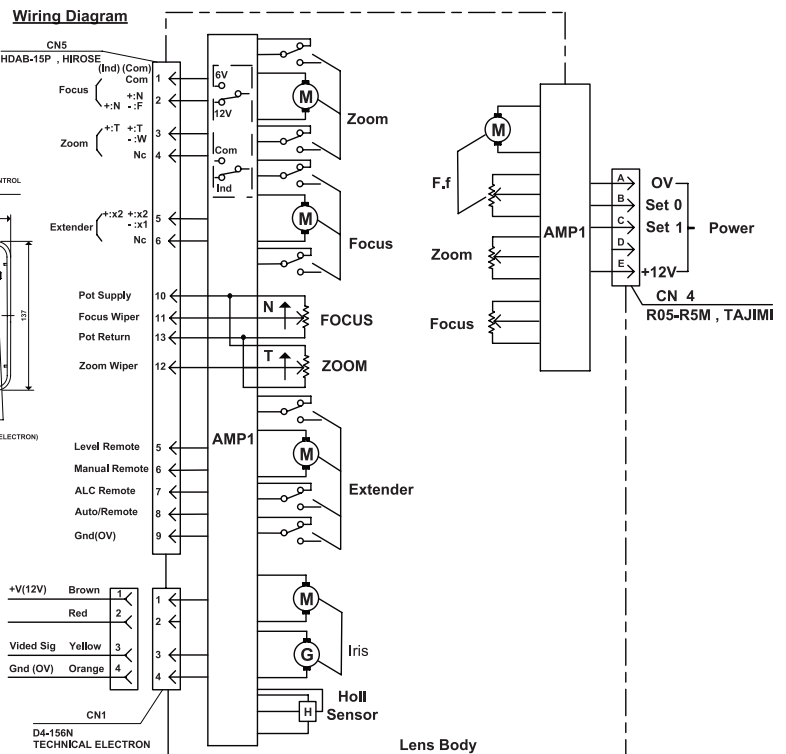 Wiring Diagram
CN5
HDAB-15P , HIROSE
(Ind) (Com)
Focus
Com 1
+:N
+:N - :F 2
Zoom
+:T +:T
- :W 3
Nc 4
Extender
+:x2 +:x2
- :x1 5
Nc 6
Pot Supply 10
Focus Wiper 11
Pot Return 13
Zoom Wiper 12
Level Remote 5
Manual Remote 6
ALC Remote 7
Auto/Remote 8
Gnd(OV) 9
+V(12V) Brown 1
Red 2
Vided Sig Yellow 3
Gnd (OV) Orange 4
1
2
3
4
CN1
D4-156N
TECHNICAL ELECTRON
NTROL
137
ELECTRON)
6V
12V
Com
Ind
AMP1
M
Zoom
M
Focus
N
FOCUS
T
ZOOM
M
Extender
M
G
Iris
H
Holl
Sensor
M
F.f
Zoom
Focus
AMP1
A OV
B Set 0
C Set 1
D
E +12V
Power
CN 4
R05-R5M , TAJIMI
Lens Body